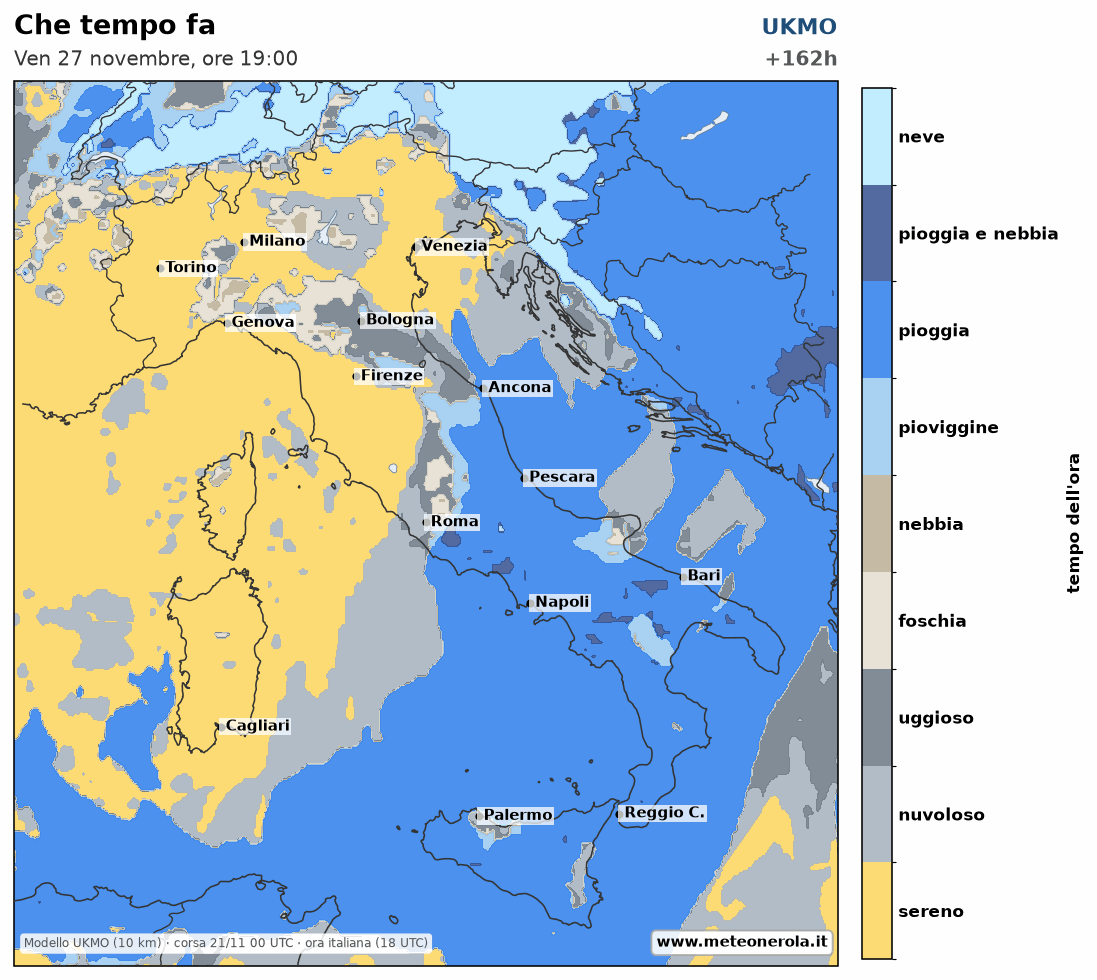 Che tempo fa
UKMO
Ven 27 novembre, ore 19:00
+162h
neve
pioggia e nebbia
pioggia
pioviggine
nebbia
foschia
uggioso
nuvoloso
sereno
tempo dell'ora
Milano
Venezia
Torino
Genova
Bologna
Firenze
Ancona
Pescara
Roma
Bari
Napoli
Cagliari
Palermo
Reggio C.
Modello UKMO (10 km) · corsa 21/11 00 UTC · ora italiana (18 UTC)
www.meteonerola.it